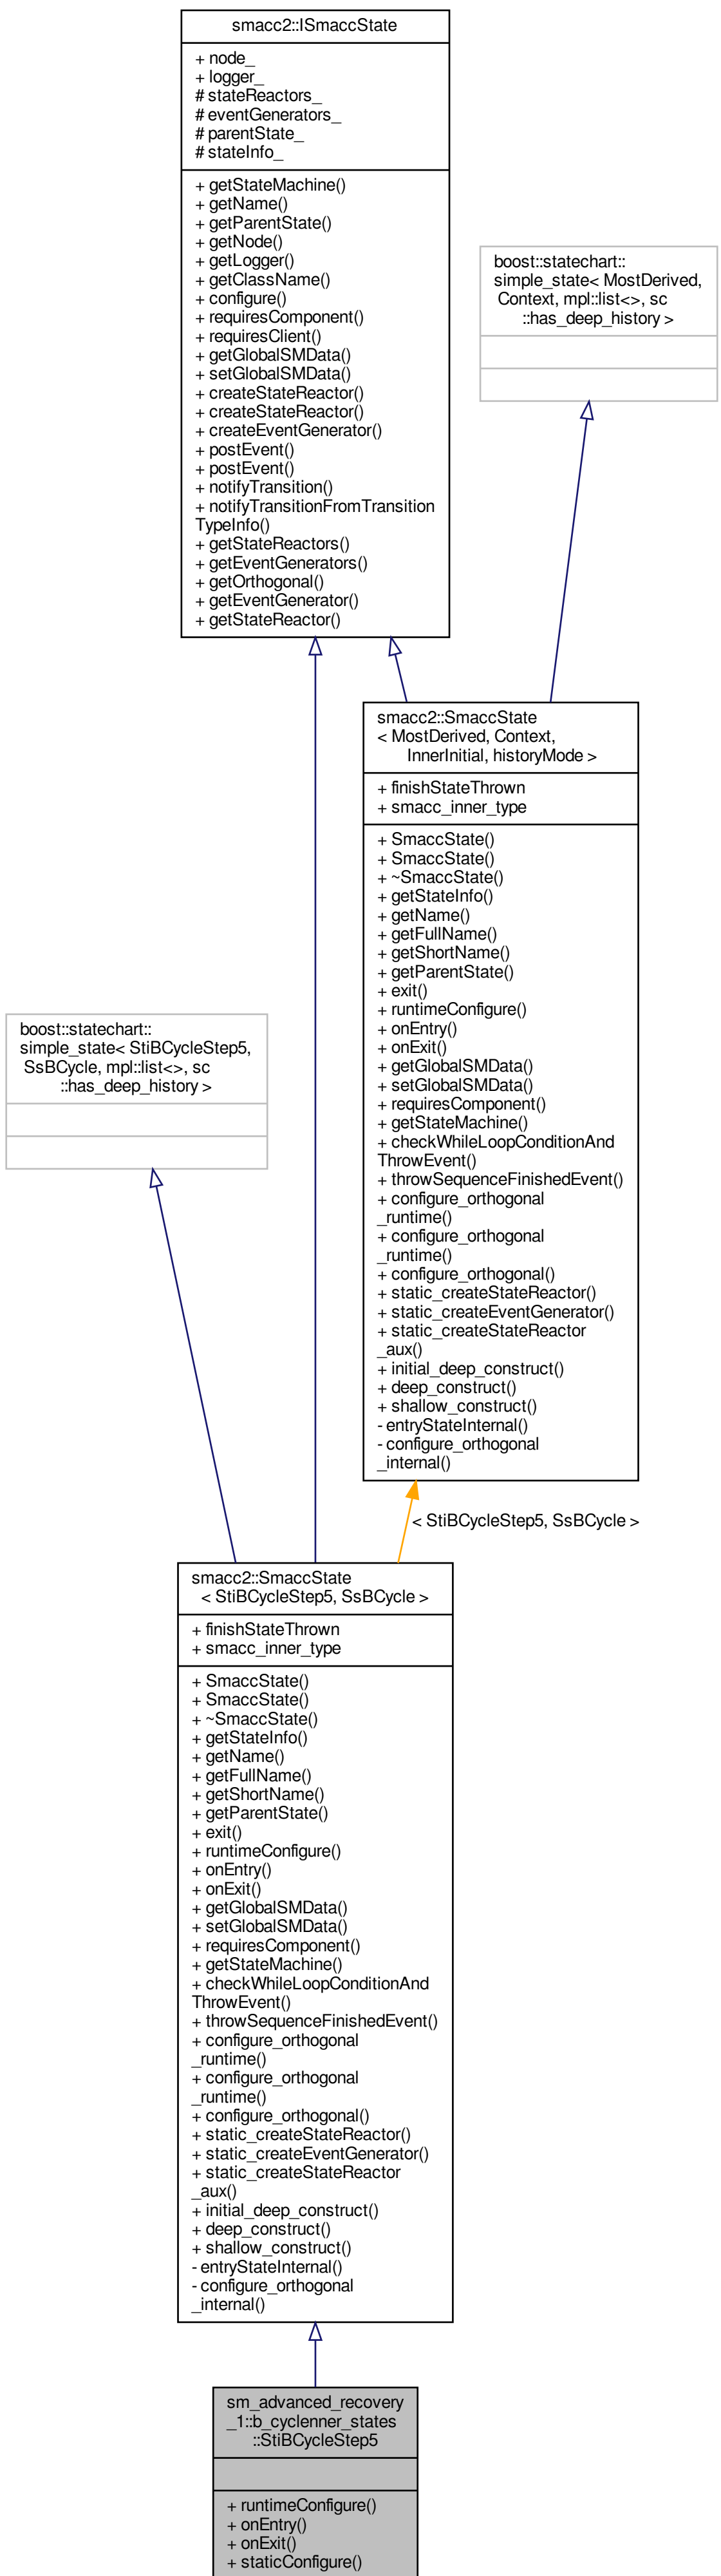 smacc2::ISmaccState
+ node_
+ logger_
# stateReactors_
# eventGenerators_
# parentState_
# stateInfo_
+ getStateMachine()
+ getName()
+ getParentState()
+ getNode()
+ getLogger()
+ getClassName()
+ configure()
+ requiresComponent()
+ requiresClient()
+ getGlobalSMData()
+ setGlobalSMData()
+ createStateReactor()
+ createStateReactor()
+ createEventGenerator()
+ postEvent()
+ postEvent()
+ notifyTransition()
+ notifyTransitionFromTransition
TypeInfo()
+ getStateReactors()
+ getEventGenerators()
+ getOrthogonal()
+ getEventGenerator()
+ getStateReactor()
boost::statechart::
simple_state< MostDerived,
Context, mpl::list<>, sc
::has_deep_history >
smacc2::SmaccState
< MostDerived, Context,
InnerInitial, historyMode >
+ finishStateThrown
+ smacc_inner_type
+ SmaccState()
+ SmaccState()
+ ~SmaccState()
+ getStateInfo()
+ getName()
+ getFullName()
+ getShortName()
+ getParentState()
+ exit()
+ runtimeConfigure()
+ onEntry()
+ onExit()
+ getGlobalSMData()
+ setGlobalSMData()
+ requiresComponent()
+ getStateMachine()
+ checkWhileLoopConditionAnd
ThrowEvent()
+ throwSequenceFinishedEvent()
+ configure_orthogonal
_runtime()
+ configure_orthogonal
_runtime()
+ configure_orthogonal()
+ static_createStateReactor()
+ static_createEventGenerator()
+ static_createStateReactor
_aux()
+ initial_deep_construct()
+ deep_construct()
+ shallow_construct()
- entryStateInternal()
- configure_orthogonal
_internal()
boost::statechart::
simple_state< StiBCycleStep5,
SsBCycle, mpl::list<>, sc
::has_deep_history >
< StiBCycleStep5, SsBCycle >
smacc2::SmaccState
< StiBCycleStep5, SsBCycle >
+ finishStateThrown
+ smacc_inner_type
+ SmaccState()
+ SmaccState()
+ ~SmaccState()
+ getStateInfo()
+ getName()
+ getFullName()
+ getShortName()
+ getParentState()
+ exit()
+ runtimeConfigure()
+ onEntry()
+ onExit()
+ getGlobalSMData()
+ setGlobalSMData()
+ requiresComponent()
+ getStateMachine()
+ checkWhileLoopConditionAnd
ThrowEvent()
+ throwSequenceFinishedEvent()
+ configure_orthogonal
_runtime()
+ configure_orthogonal
_runtime()
+ configure_orthogonal()
+ static_createStateReactor()
+ static_createEventGenerator()
+ static_createStateReactor
_aux()
+ initial_deep_construct()
+ deep_construct()
+ shallow_construct()
- entryStateInternal()
- configure_orthogonal
_internal()
sm_advanced_recovery
_1::b_cyclenner_states
::StiBCycleStep5
+ runtimeConfigure()
+ onEntry()
+ onExit()
+ staticConfigure()